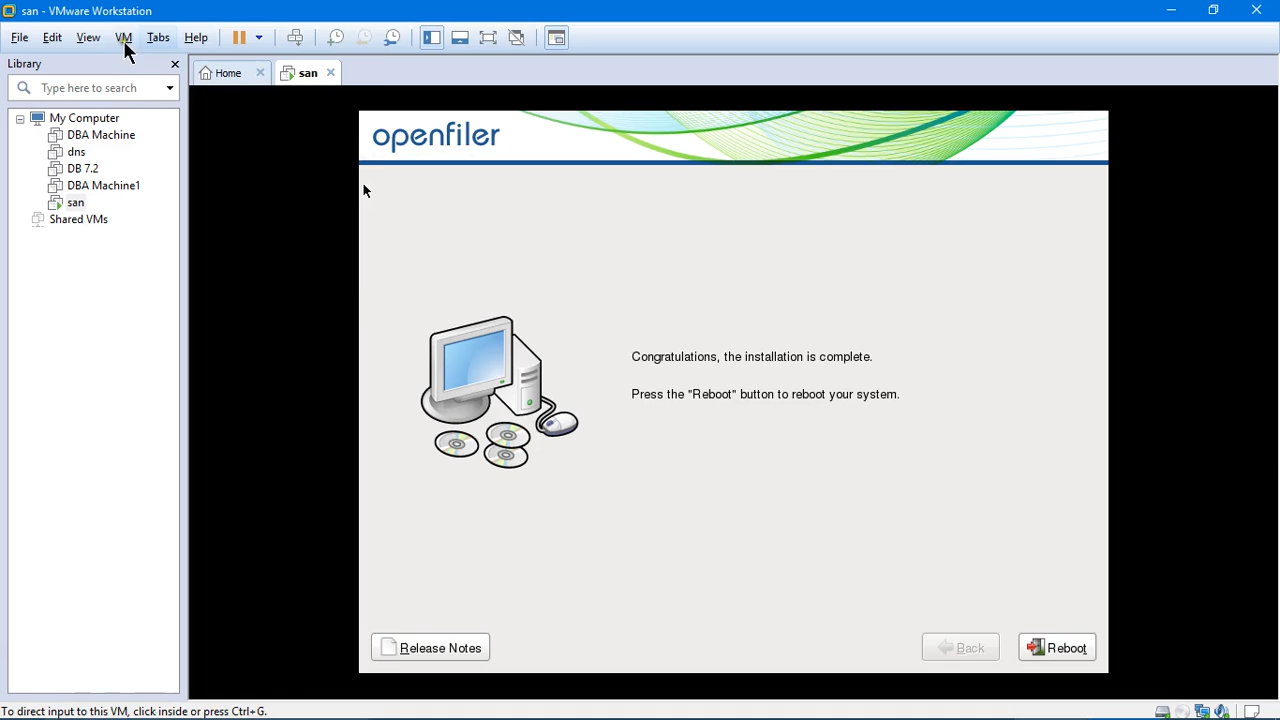 san - VMware Workstation
File Edit View VM Tabs Help
Library
Home san
Type here to search
My Computer
DBA Machine
dns
DB 7.2
DBA Machine1
san
Shared VMs
openfiler
Congratulations, the installation is complete.
Press the "Reboot" button to reboot your system.
Release Notes Back Reboot
To direct input to this VM, click inside or press Ctrl+G.